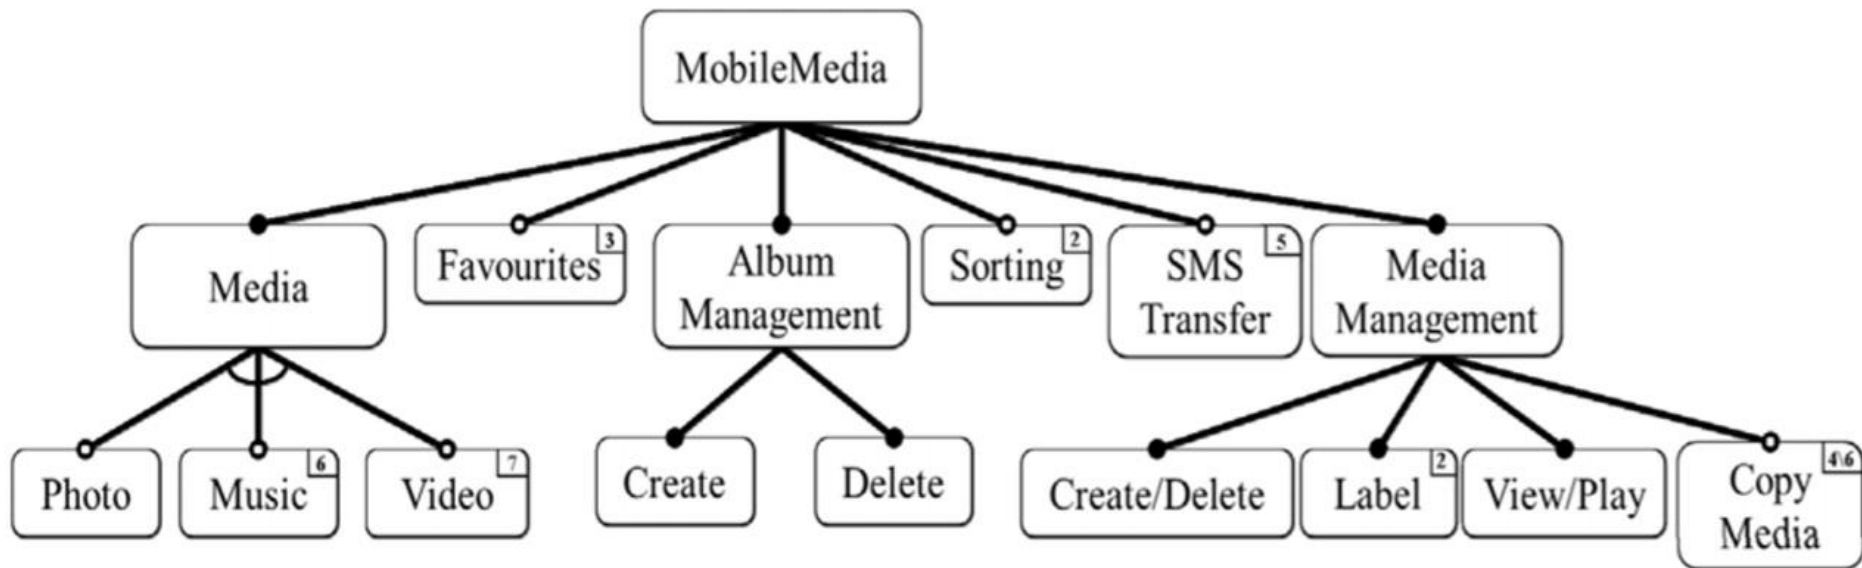 MobileMedia
Media
Favourites 3
Album
Management
Sorting 2
SMS 5
Transfer
Media
Management
Photo
Music 6
Video 7
Create
Delete
Create/Delete
Label 2
View/Play
Copy 4\6
Media